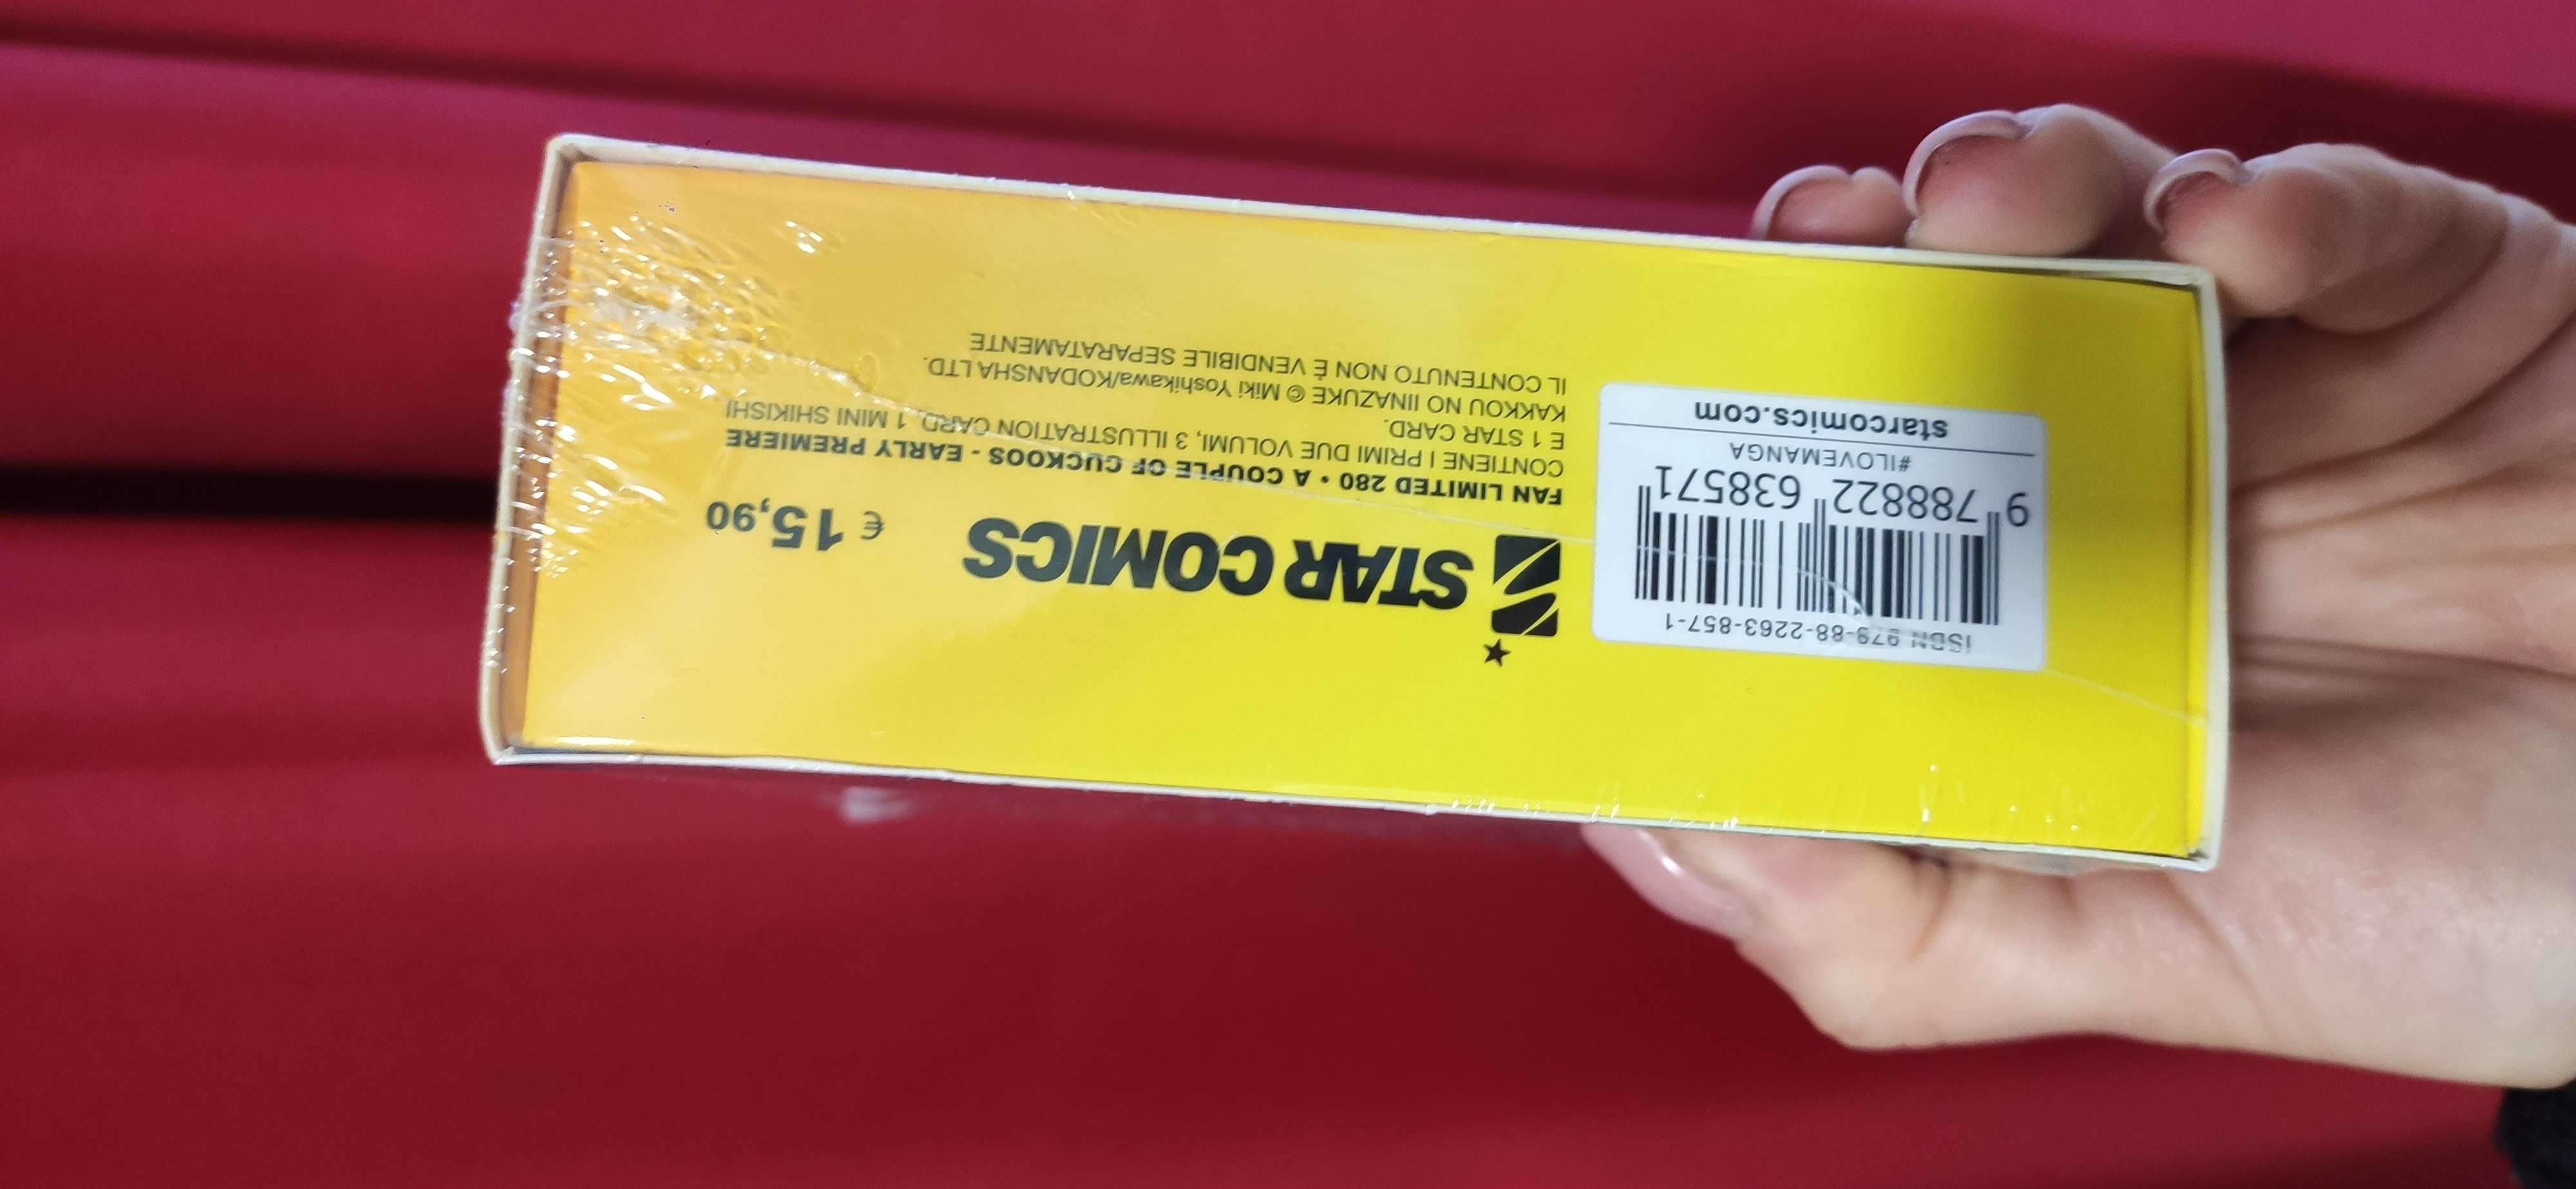 ISBN 979-88-2263-857-1
9 788822 638571
#ILOVEMANGA
starcomics.com
STAR COMICS
€ 15,90
FAN LIMITED 280 • A COUPLE OF CUCKOOS - EARLY PREMIERE
CONTIENE I PRIMI DUE VOLUMI, 3 ILLUSTRATION CARD, 1 MINI SHIKISHI
E 1 STAR CARD.
KAKKOU NO IINAZUKE © Miki Yoshikawa/KODANSHA LTD.
IL CONTENUTO NON È VENDIBILE SEPARATAMENTE